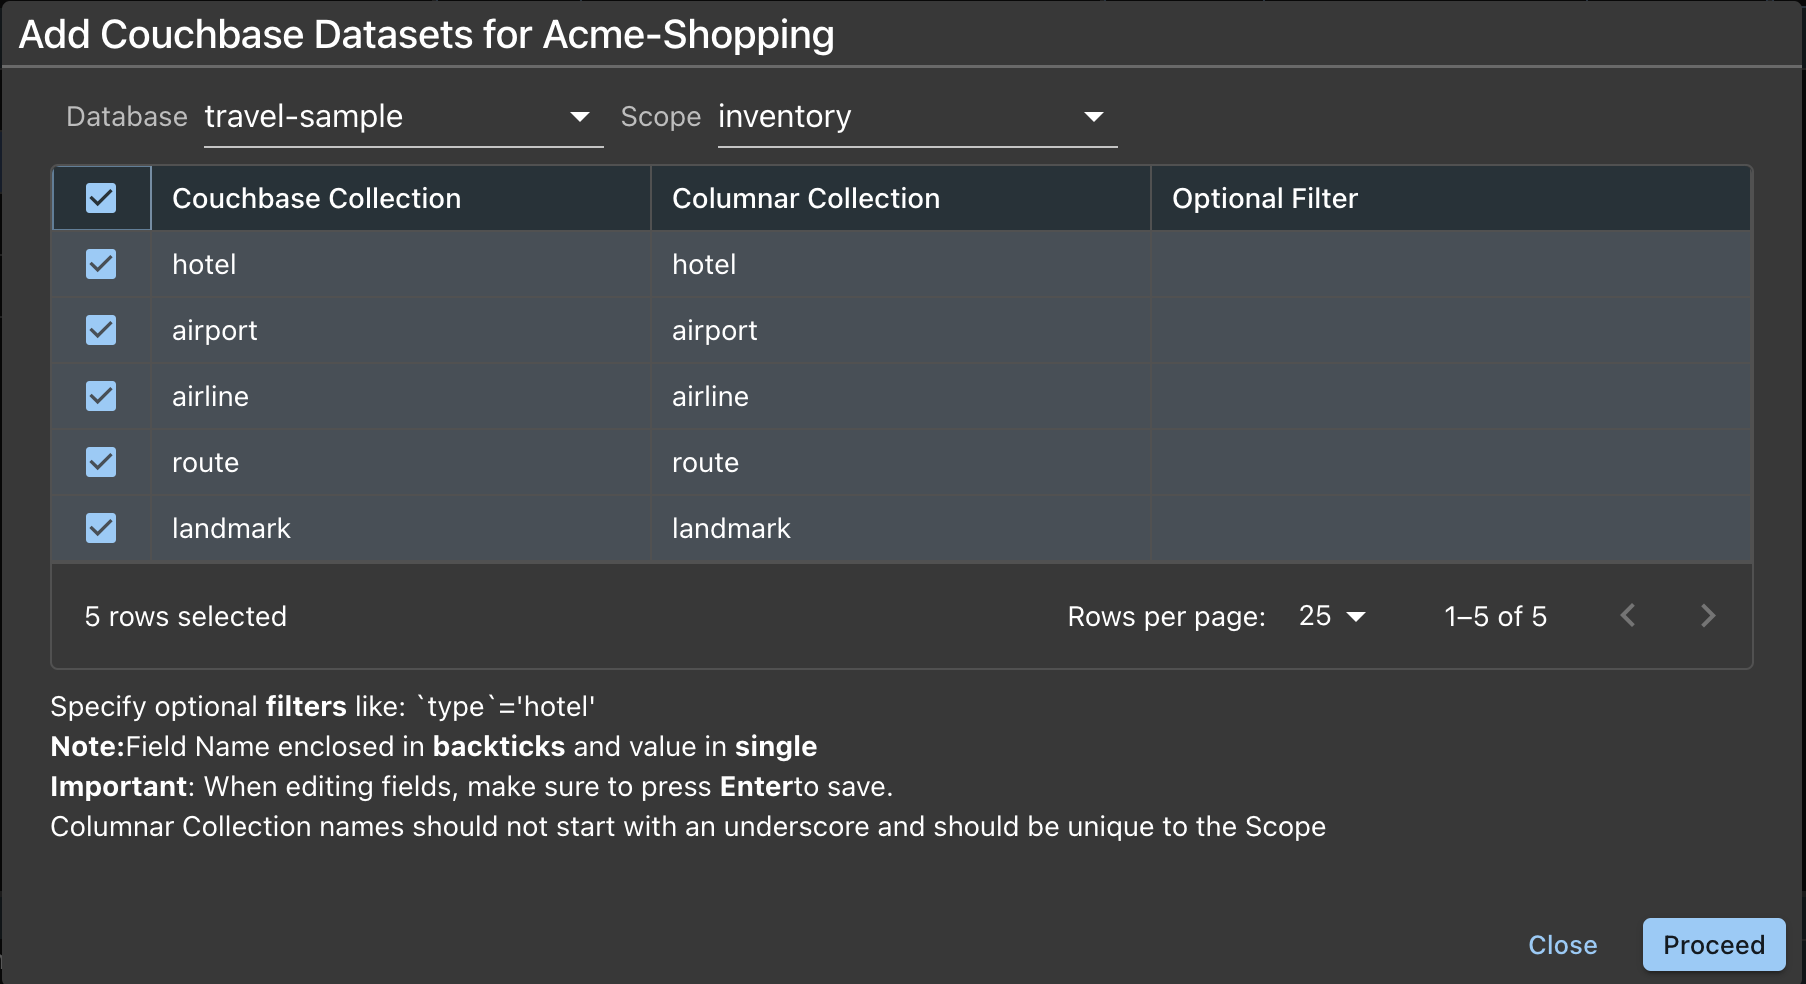 Add Couchbase Datasets for Acme-Shopping
Database travel-sample Scope inventory
Couchbase Collection Columnar Collection Optional Filter
hotel hotel
airport airport
airline airline
route route
landmark landmark
5 rows selected Rows per page: 25 1–5 of 5
Specify optional filters like: `type`='hotel'
Note:Field Name enclosed in backticks and value in single
Important: When editing fields, make sure to press Enterto save.
Columnar Collection names should not start with an underscore and should be unique to the Scope
Close Proceed